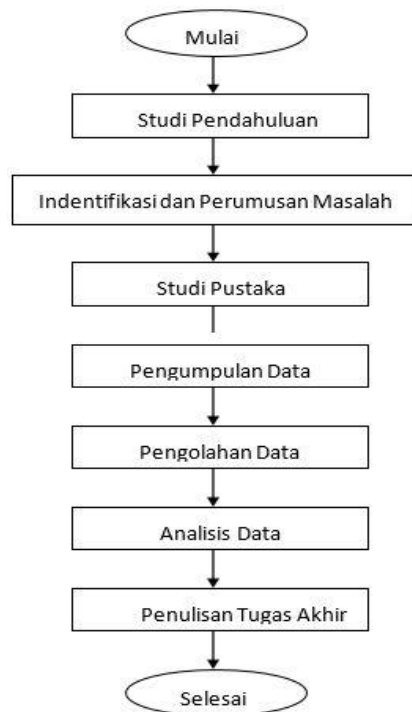 Mulai
Studi Pendahuluan
Indentifikasi dan Perumusan Masalah
Studi Pustaka
Pengumpulan Data
Pengolahan Data
Analisis Data
Penulisan Tugas Akhir
Selesai